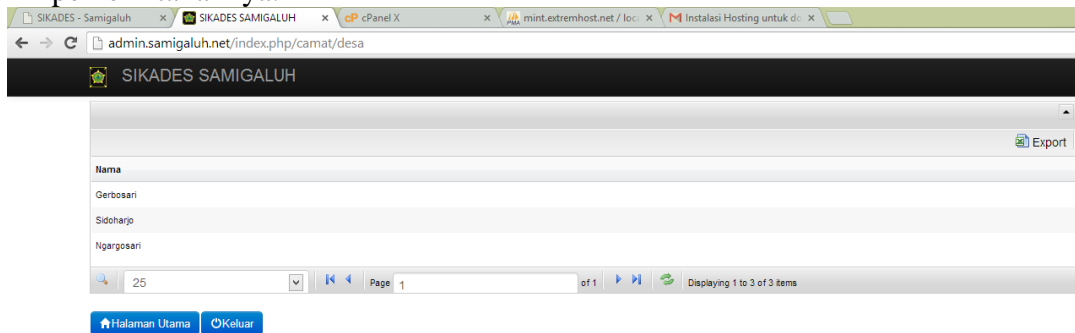 SIKADES - Samigaluh SIKADES SAMIGALUH cPanel X mint.extremhost.net / loc Instalasi Hosting untuk do
admin.samigaluh.net/index.php/camat/desa
SIKADES SAMIGALUH
Export
Nama
Gerbosari
Sidoharjo
Ngargosari
25 Page 1 of 1 Displaying 1 to 3 of 3 items
Halaman Utama Keluar